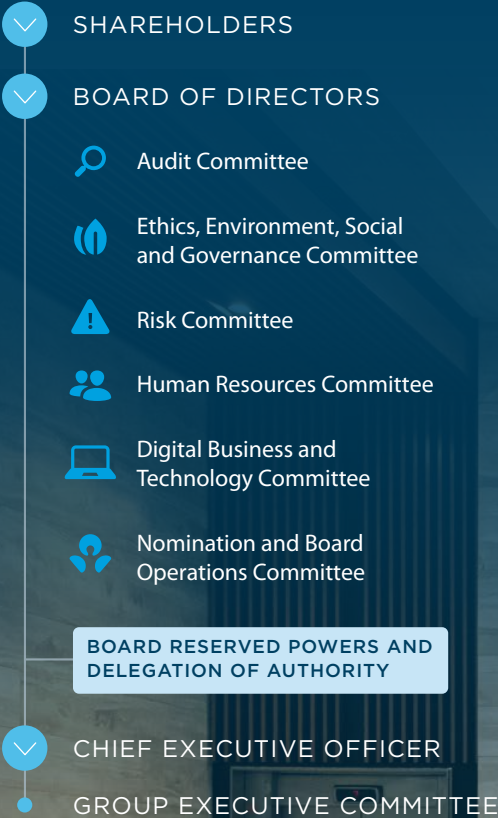 SHAREHOLDERS
BOARD OF DIRECTORS
Audit Committee
Ethics, Environment, Social
and Governance Committee
Risk Committee
Human Resources Committee
Digital Business and
Technology Committee
Nomination and Board
Operations Committee
BOARD RESERVED POWERS AND
DELEGATION OF AUTHORITY
CHIEF EXECUTIVE OFFICER
GROUP EXECUTIVE COMMITTEE